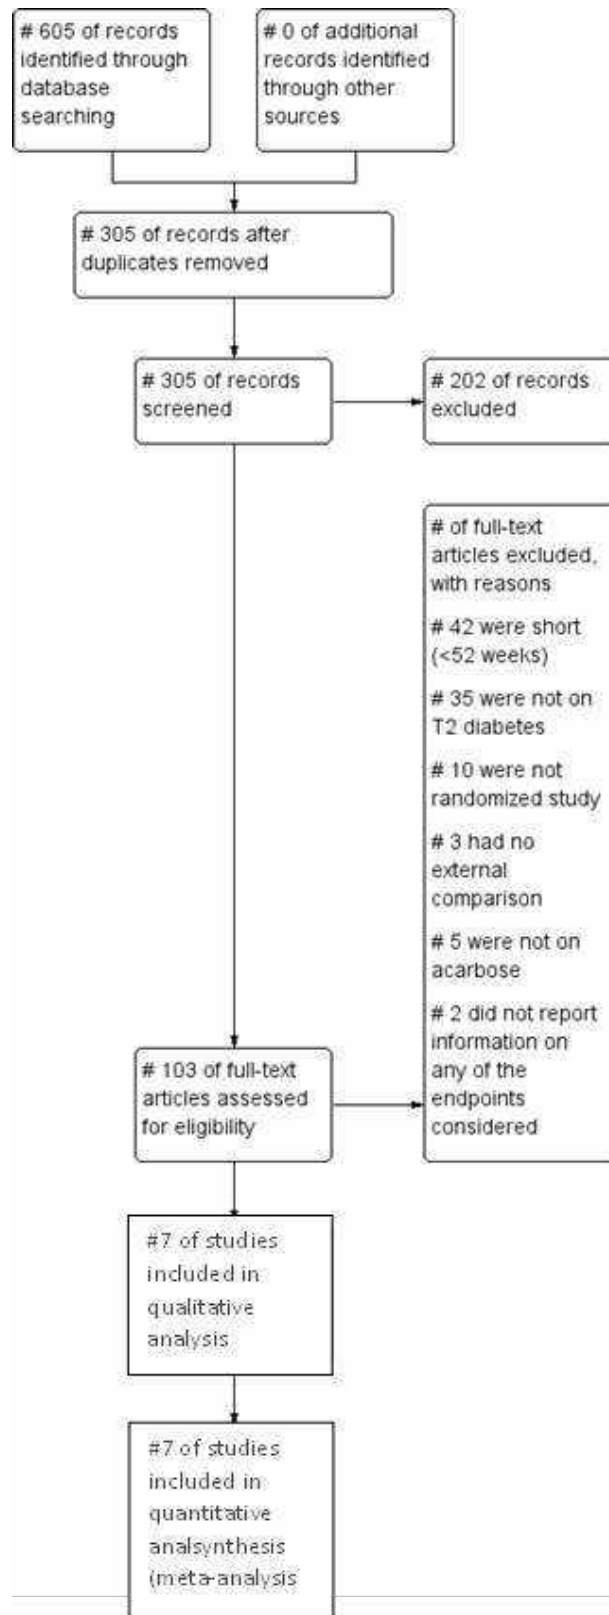 # 605 of records
identified through
database
searching
# 0 of additional
records identified
through other
sources
# 305 of records after
duplicates removed
# 305 of records
screened
# 202 of records
excluded
# of full-text
articles excluded,
with reasons
# 42 were short
(<52 weeks)
# 35 were not on
T2 diabetes
# 10 were not
randomized study
# 3 had no
external
comparison
# 5 were not on
acarbose
# 2 did not report
information on
any of the
endpoints
considered
# 103 of full-text
articles assessed
for eligibility
#7 of studies
included in
qualitative
analysis
#7 of studies
included in
quantitative
analsynthesis
(meta-analysis